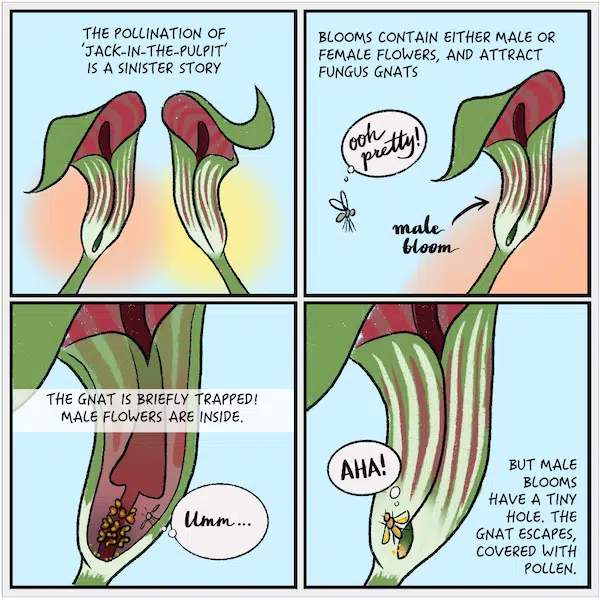 THE POLLINATION OF
'JACK-IN-THE-PULPIT'
IS A SINISTER STORY
BLOOMS CONTAIN EITHER MALE OR
FEMALE FLOWERS, AND ATTRACT
FUNGUS GNATS
ooh
pretty!
male
bloom
THE GNAT IS BRIEFLY TRAPPED!
MALE FLOWERS ARE INSIDE.
Umm...
AHA!
BUT MALE
BLOOMS
HAVE A TINY
HOLE. THE
GNAT ESCAPES,
COVERED WITH
POLLEN.